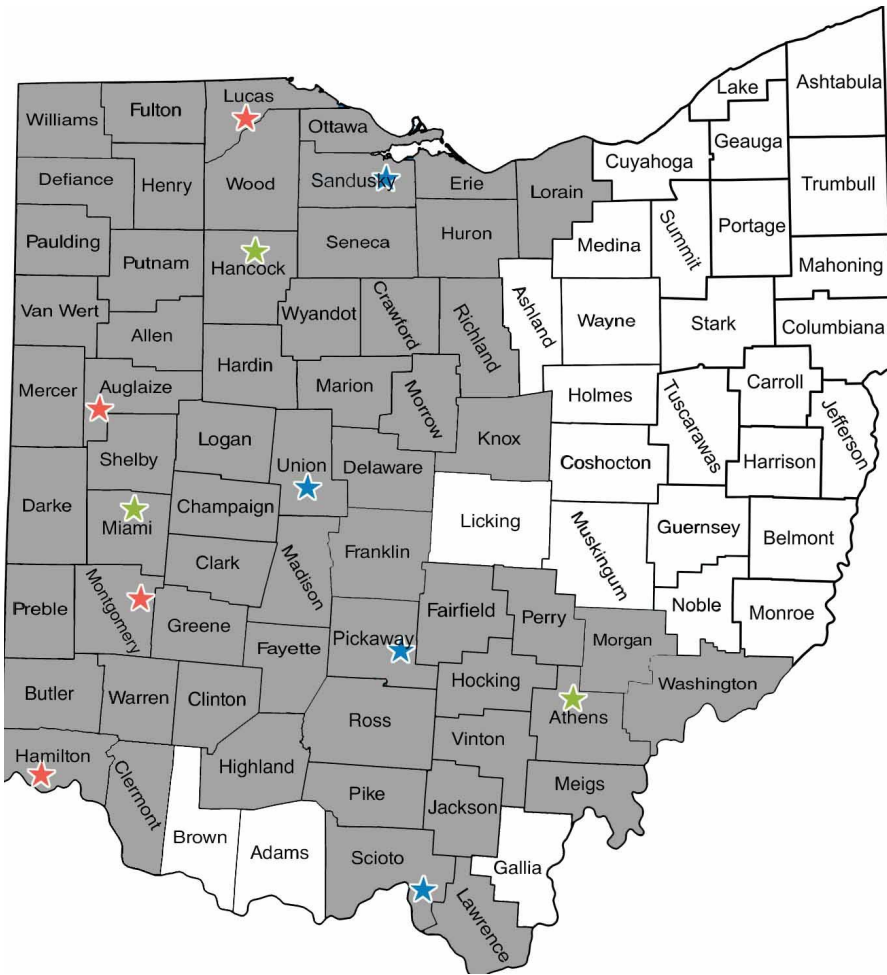 Lake
Ashtabula
Lucas
Fulton
Williams
Ottawa
Geauga
Cuyahoga
Trumbull
Defiance
Henry
Wood
Sandusky
Erie
Lorain
Summit
Portage
Paulding
Seneca
Huron
Medina
Mahoning
Putnam
Hancock
Van Wert
Wyandot
Crawford
Richland
Ashland
Wayne
Stark
Columbiana
Allen
Hardin
Mercer
Auglaize
Marion
Morrow
Holmes
Tuscarawas
Carroll
Jefferson
Logan
Knox
Shelby
Union
Delaware
Coshocton
Harrison
Darke
Miami
Champaign
Licking
Muskingum
Guernsey
Belmont
Clark
Madison
Franklin
Preble
Montgomery
Greene
Fairfield
Perry
Noble
Monroe
Fayette
Pickaway
Morgan
Butler
Warren
Clinton
Hocking
Washington
Ross
Athens
Vinton
Hamilton
Clermont
Highland
Pike
Jackson
Meigs
Brown
Adams
Scioto
Gallia
Lawrence